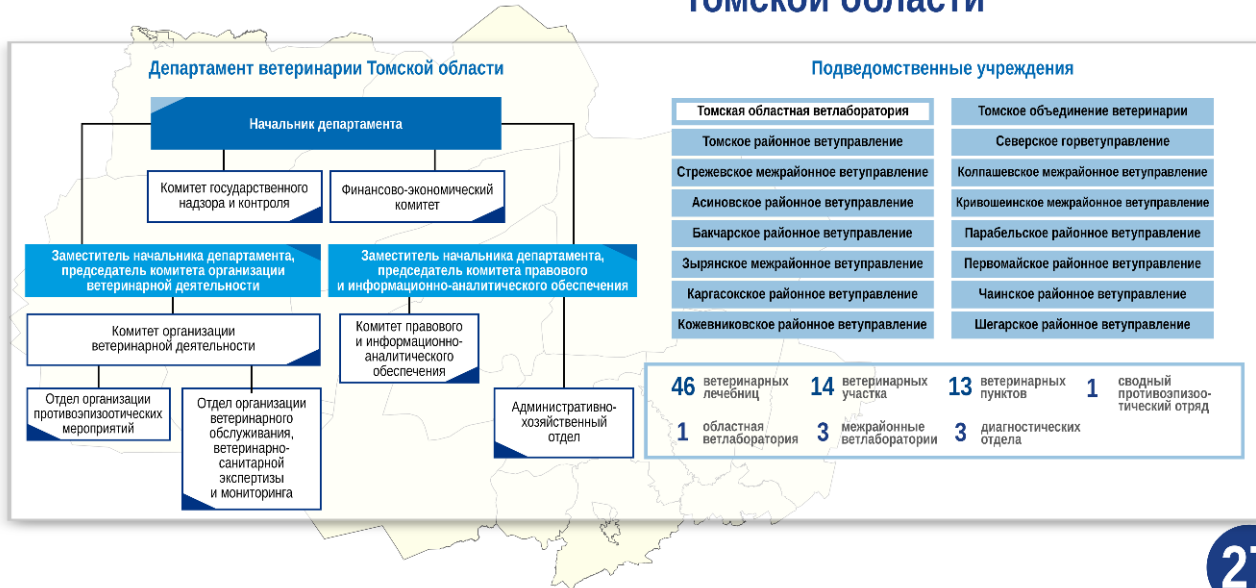 Томской области
Департамент ветеринарии Томской области
Начальник департамента
Комитет государственного
надзора и контроля
Финансово-экономический
комитет
Заместитель начальника департамента,
председатель комитета организации
ветеринарной деятельности
Заместитель начальника департамента,
председатель комитета правового
и информационно-аналитического обеспечения
Комитет организации
ветеринарной деятельности
Комитет правового
и информационно-
аналитического
обеспечения
Отдел организации
противоэпизоотических
мероприятий
Отдел организации
ветеринарного
обслуживания,
ветеринарно-
санитарной
экспертизы
и мониторинга
Административно-
хозяйственный
отдел
Подведомственные учреждения
Томская областная ветлаборатория
Томское объединение ветеринарии
Томское районное ветуправление
Северское горветуправление
Стрежевское межрайонное ветуправление
Колпашевское межрайонное ветуправление
Асиновское районное ветуправление
Кривошеинское межрайонное ветуправление
Бакчарское районное ветуправление
Парабельское районное ветуправление
Зырянское межрайонное ветуправление
Первомайское районное ветуправление
Каргасокское районное ветуправление
Чаинское районное ветуправление
Кожевниковское районное ветуправление
Шегарское районное ветуправление
46 ветеринарных
лечебниц
14 ветеринарных
участка
13 ветеринарных
пунктов
1 сводный
противоэпизоо-
тический отряд
1 областная
ветлаборатория
3 межрайонные
ветлаборатории
3 диагностических
отдела
27